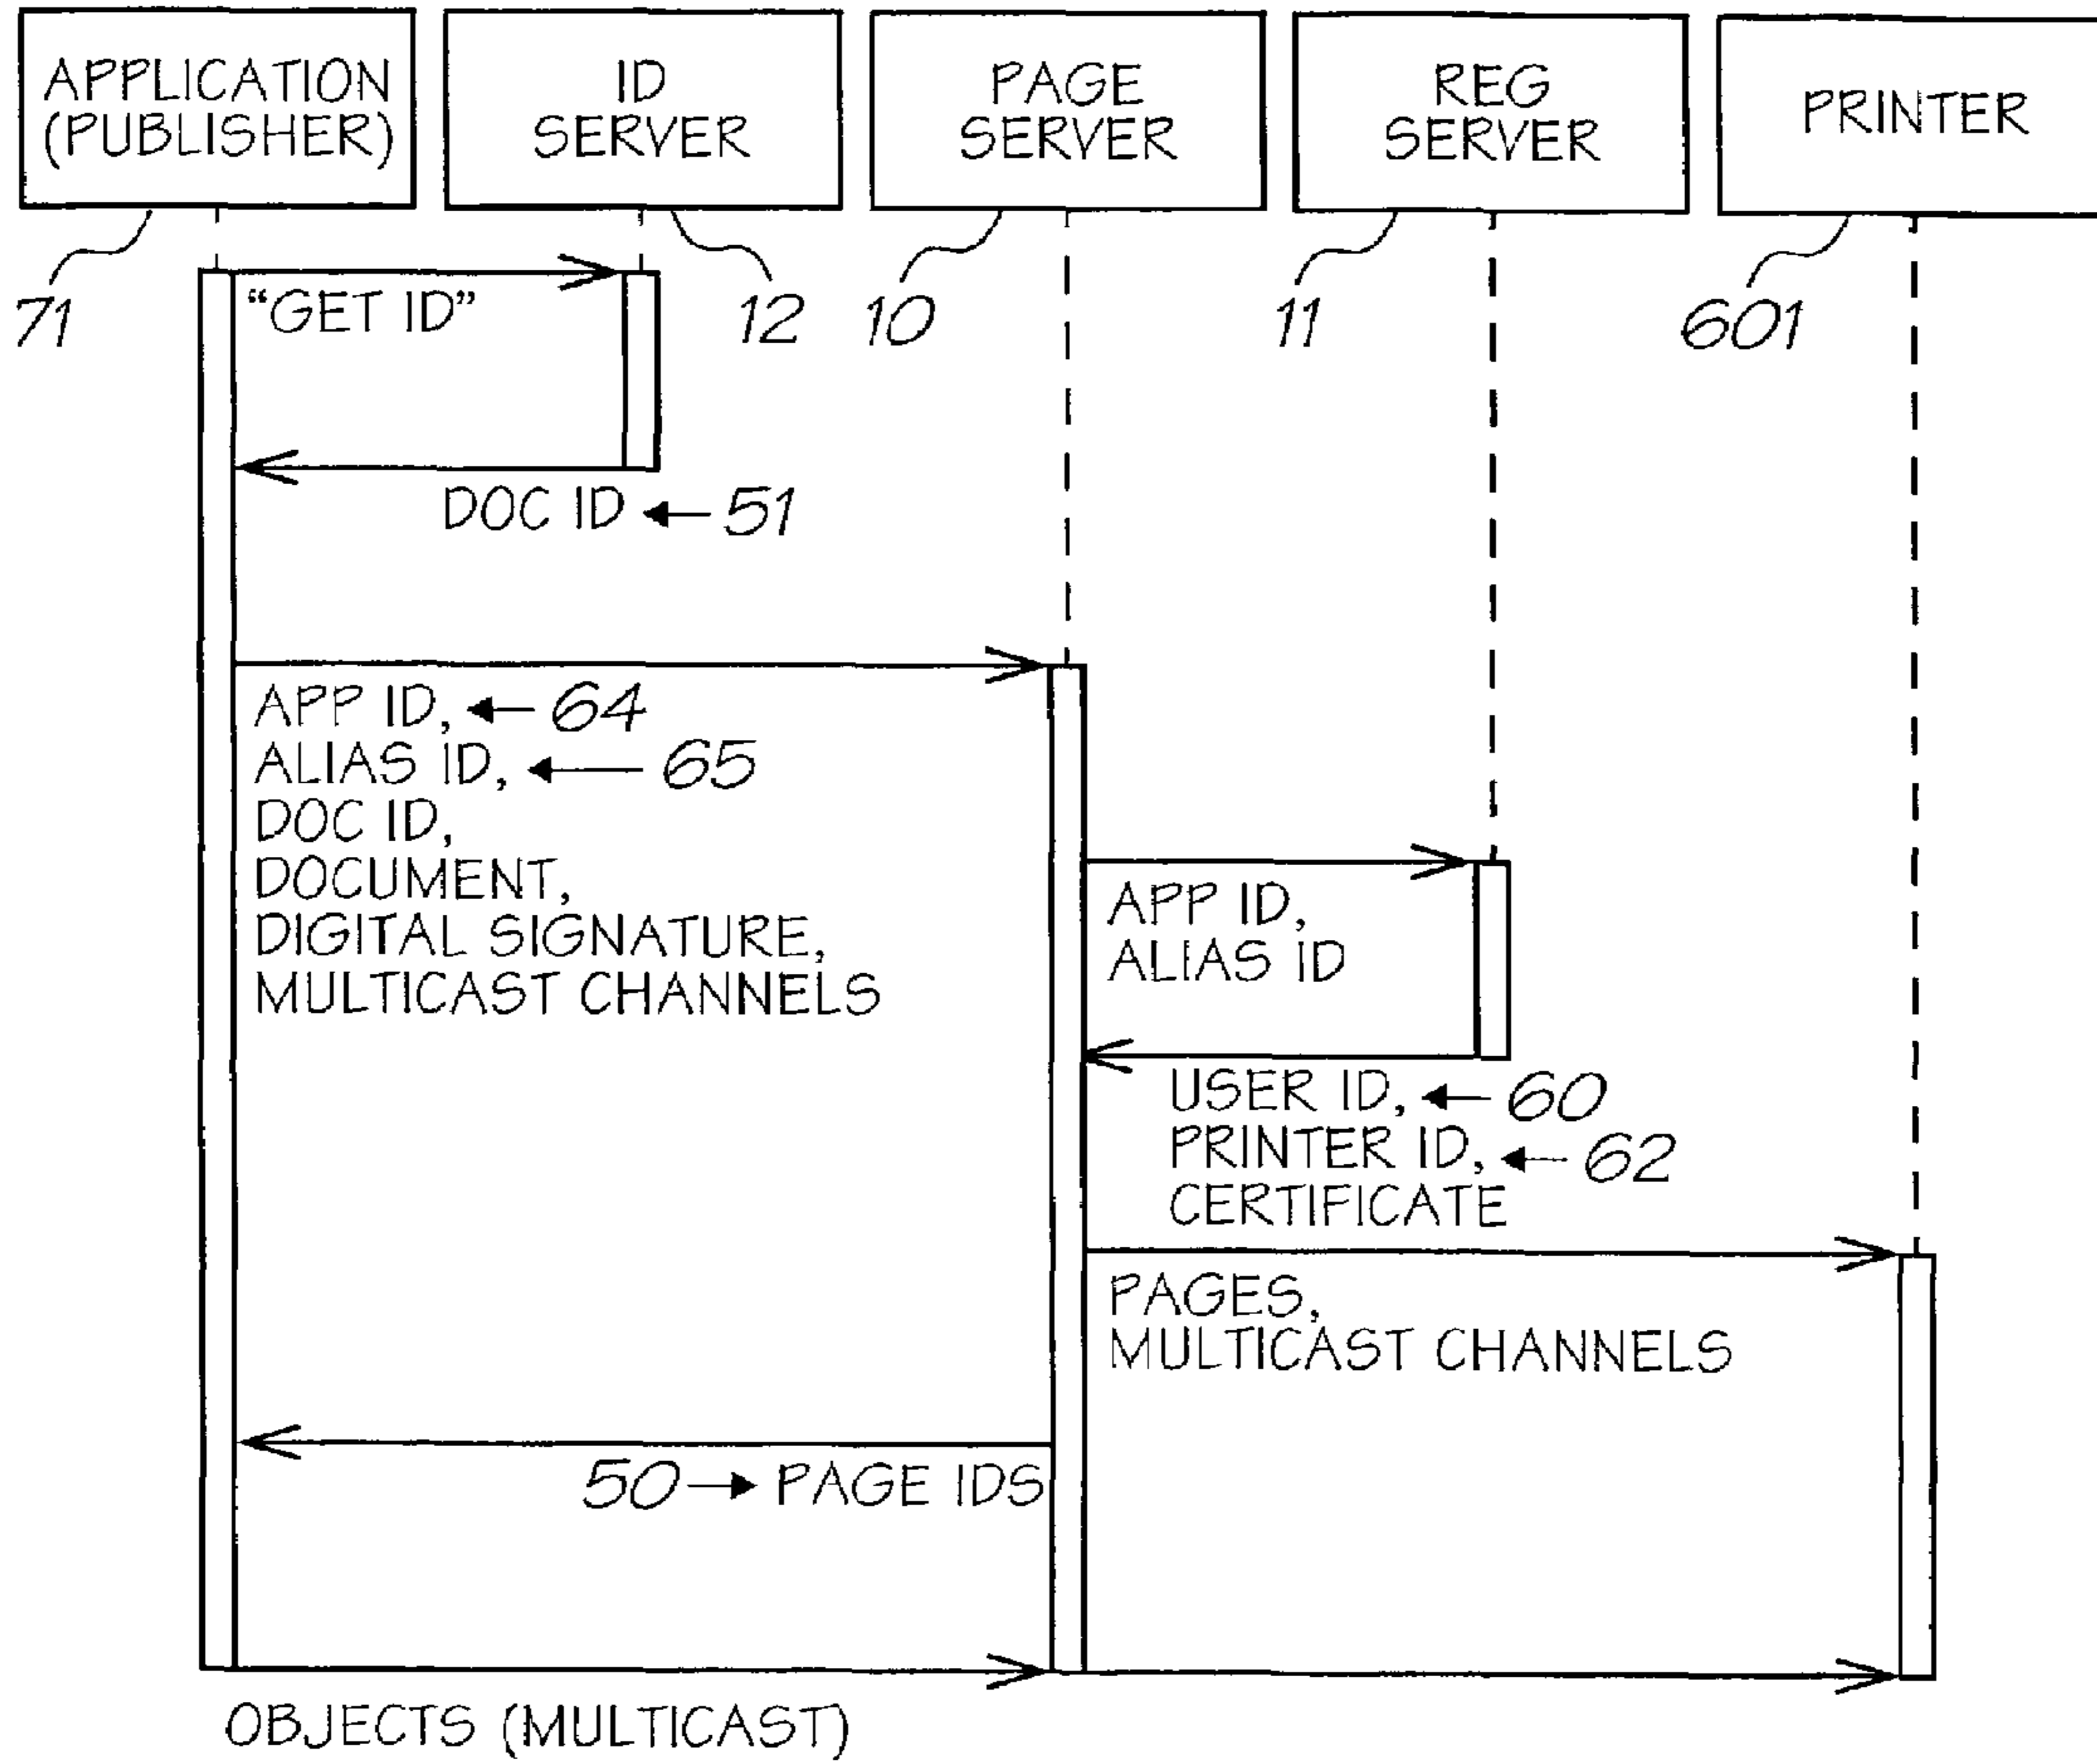 APPLICATION
(PUBLISHER)
ID
SERVER
PAGE
SERVER
REG
SERVER
PRINTER
71
12
10
11
601
“GET ID”
DOC ID 51
APP ID, 64
ALIAS ID, 65
DOC ID,
DOCUMENT,
DIGITAL SIGNATURE,
MULTICAST CHANNELS
APP ID,
ALIAS ID
USER ID, 60
PRINTER ID, 62
CERTIFICATE
PAGES,
MULTICAST CHANNELS
50 PAGE IDS
OBJECTS (MULTICAST)